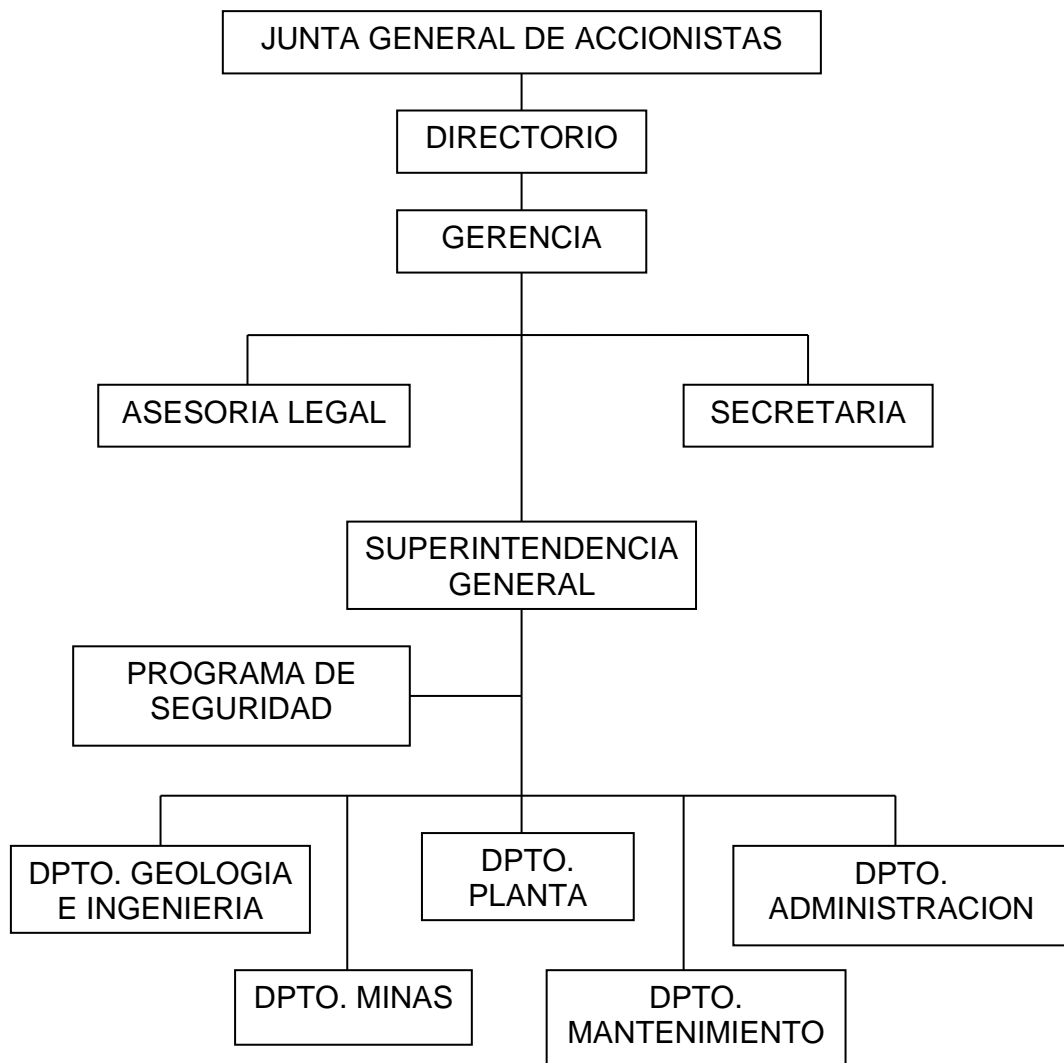 JUNTA GENERAL DE ACCIONISTAS
DIRECTORIO
GERENCIA
ASESORIA LEGAL
SECRETARIA
SUPERINTENDENCIA
GENERAL
PROGRAMA DE
SEGURIDAD
DPTO. GEOLOGIA
E INGENIERIA
DPTO.
PLANTA
DPTO.
ADMINISTRACION
DPTO. MINAS
DPTO.
MANTENIMIENTO